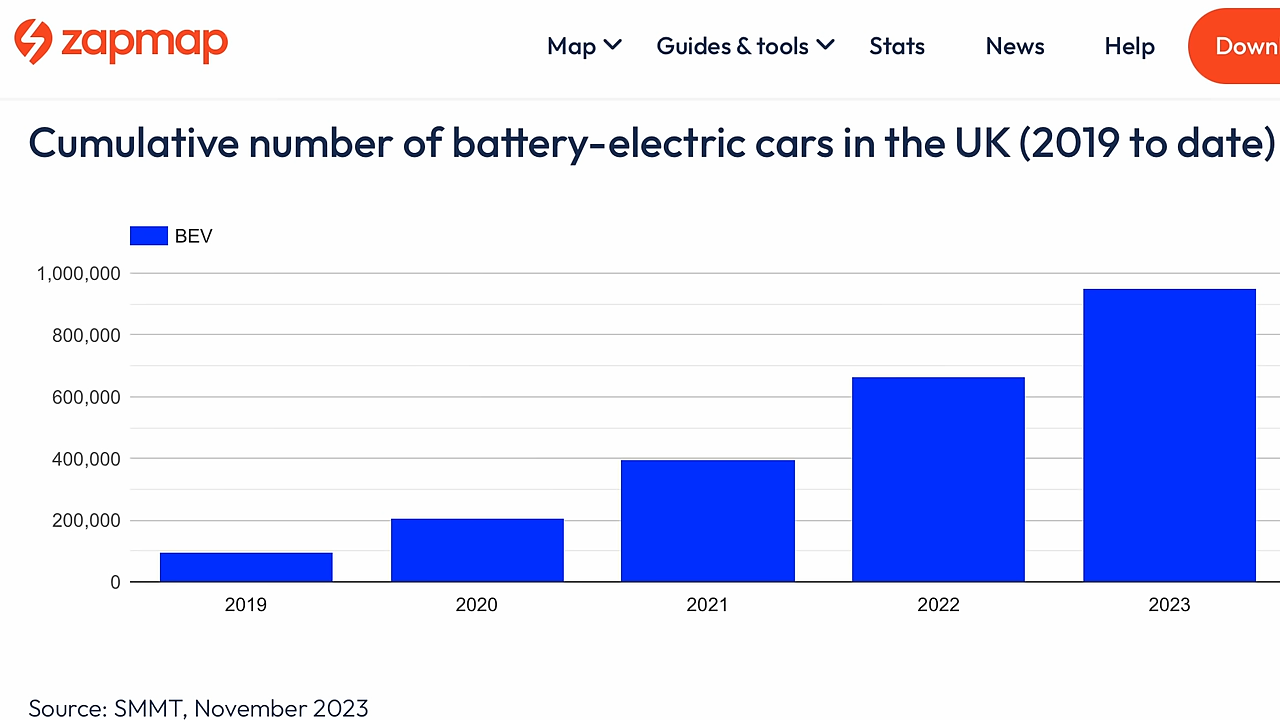 zapmap
Map Guides & tools Stats News Help Down
Cumulative number of battery-electric cars in the UK (2019 to date)
BEV
1,000,000
800,000
600,000
400,000
200,000
0
2019 2020 2021 2022 2023
Source: SMMT, November 2023